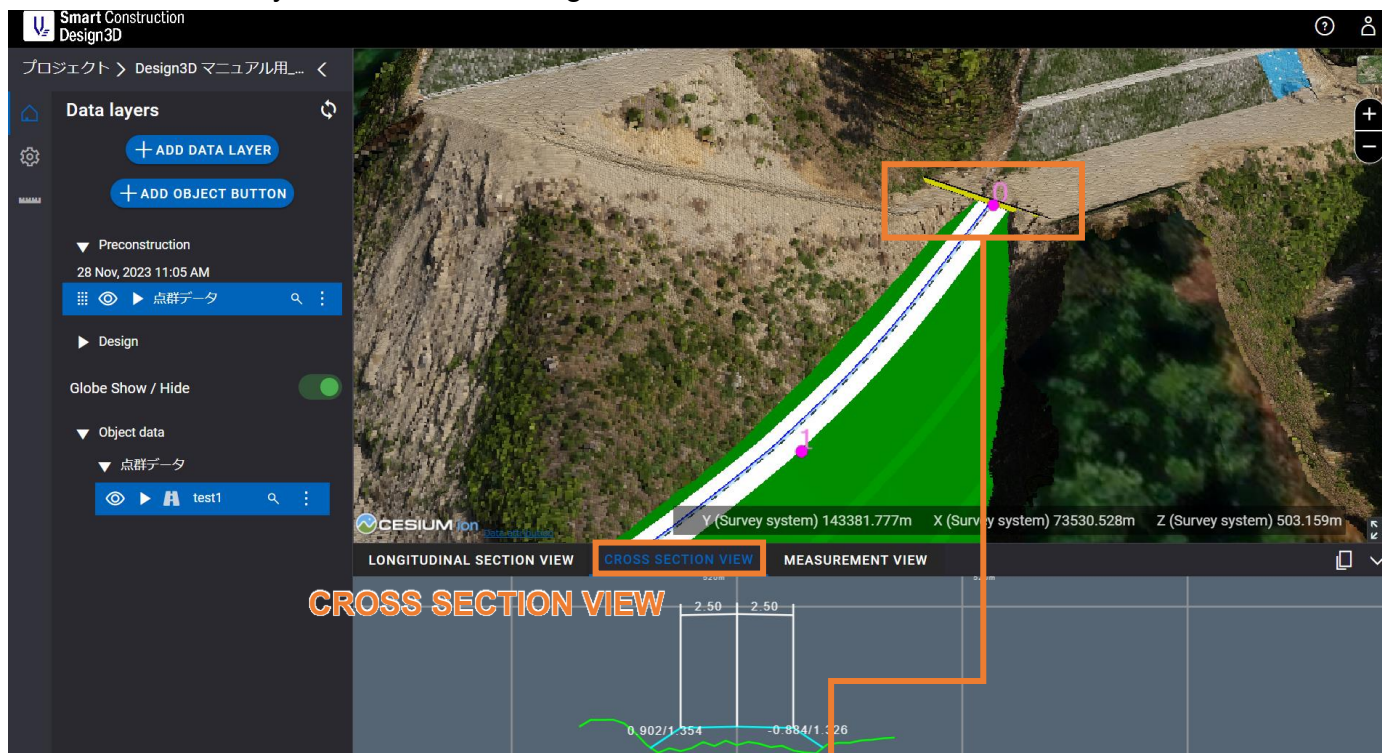 Smart Construction
Design3D
プロジェクト > Design3D マニュアル用_... <
Data layers
+ ADD DATA LAYER
+ ADD OBJECT BUTTON
Preconstruction
28 Nov, 2023 11:05 AM
点群データ
Design
Globe Show / Hide
Object data
点群データ
test1
0
1
CESIUM ion
Data attribution
Y (Survey system) 143381.777m X (Survey system) 73530.528m Z (Survey system) 503.159m
LONGITUDINAL SECTION VIEW CROSS SECTION VIEW MEASUREMENT VIEW
CROSS SECTION VIEW
520m
2.50 2.50
0.902/1.354 -0.884/1.326